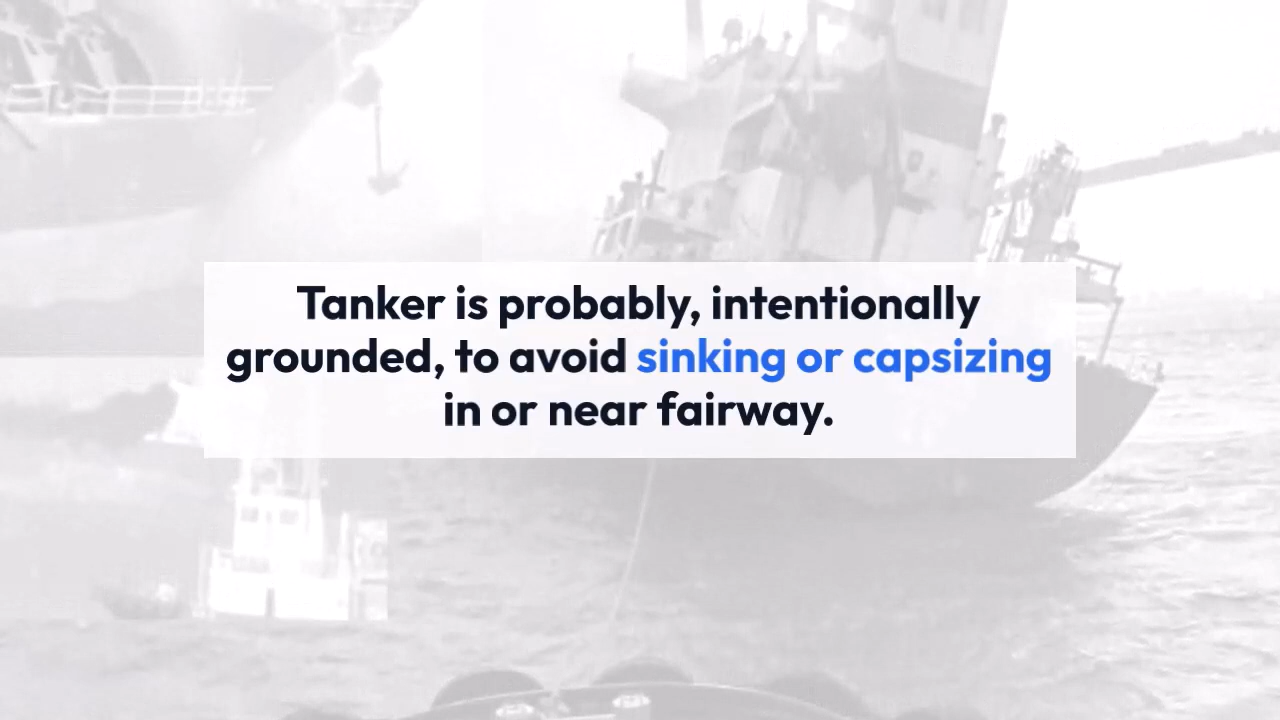 Tanker is probably, intentionally
grounded, to avoid sinking or capsizing
in or near fairway.